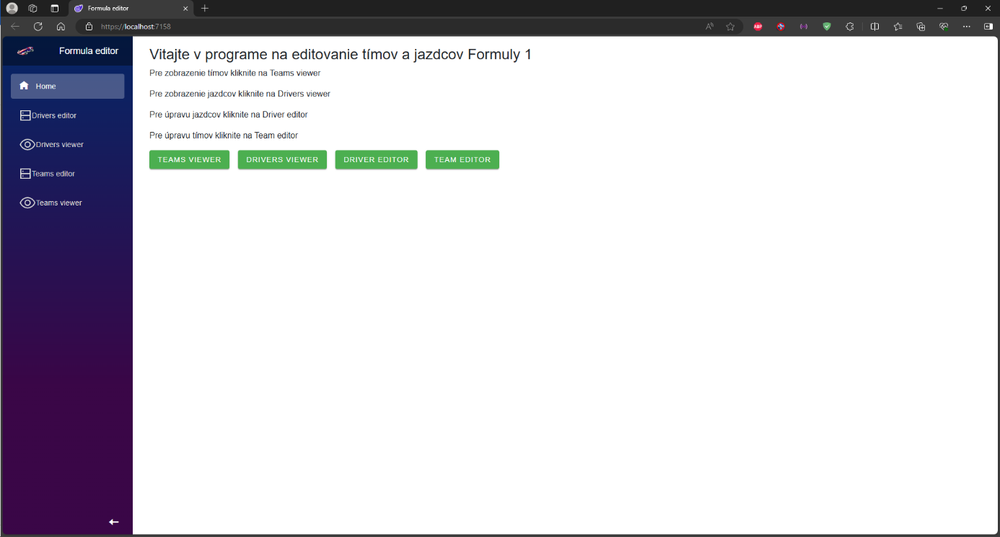 Formula editor
https://localhost:7158
ABP
Formula editor
Home
Drivers editor
Drivers viewer
Teams editor
Teams viewer
Vitajte v programe na editovanie tímov a jazdcov Formuly 1
Pre zobrazenie tímov kliknite na Teams viewer
Pre zobrazenie jazdcov kliknite na Drivers viewer
Pre úpravu jazdcov kliknite na Driver editor
Pre úpravu tímov kliknite na Team editor
TEAMS VIEWER DRIVERS VIEWER DRIVER EDITOR TEAM EDITOR